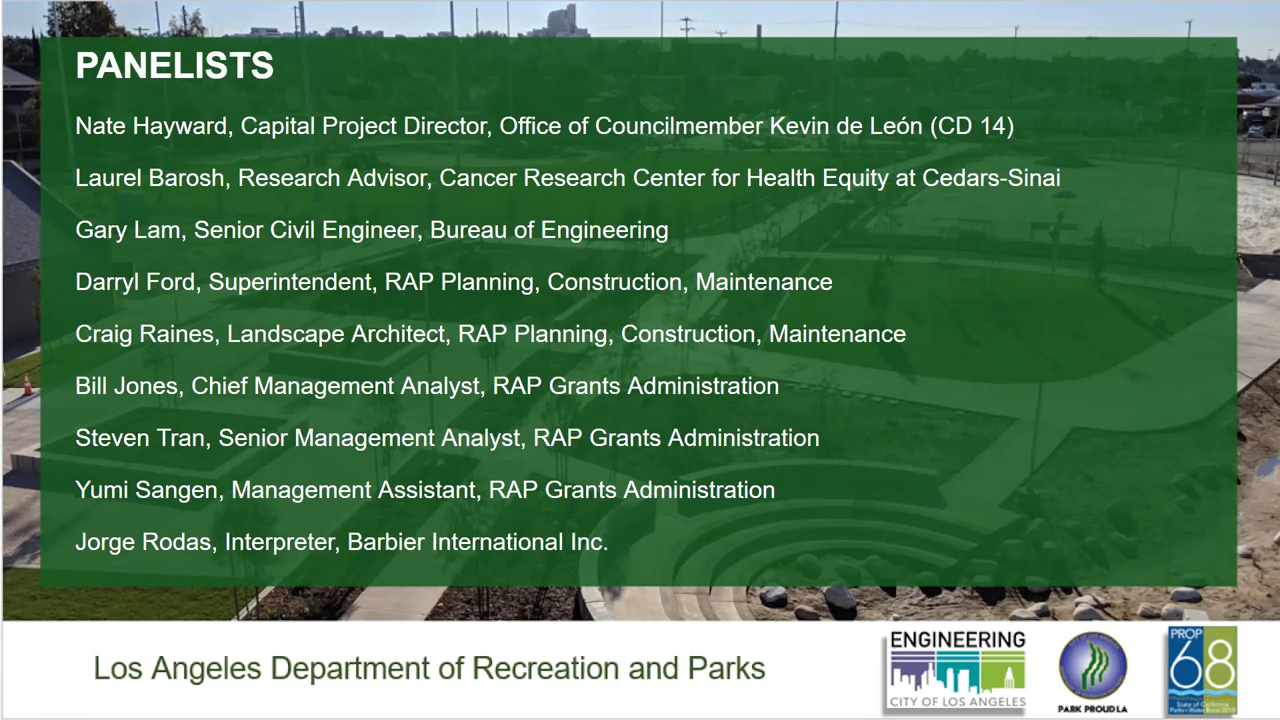 PANELISTS
Nate Hayward, Capital Project Director, Office of Councilmember Kevin de León (CD 14)
Laurel Barosh, Research Advisor, Cancer Research Center for Health Equity at Cedars-Sinai
Gary Lam, Senior Civil Engineer, Bureau of Engineering
Darryl Ford, Superintendent, RAP Planning, Construction, Maintenance
Craig Raines, Landscape Architect, RAP Planning, Construction, Maintenance
Bill Jones, Chief Management Analyst, RAP Grants Administration
Steven Tran, Senior Management Analyst, RAP Grants Administration
Yumi Sangen, Management Assistant, RAP Grants Administration
Jorge Rodas, Interpreter, Barbier International Inc.
Los Angeles Department of Recreation and Parks
ENGINEERING
CITY OF LOS ANGELES
PARK PROUD LA
PROP
68
State of California